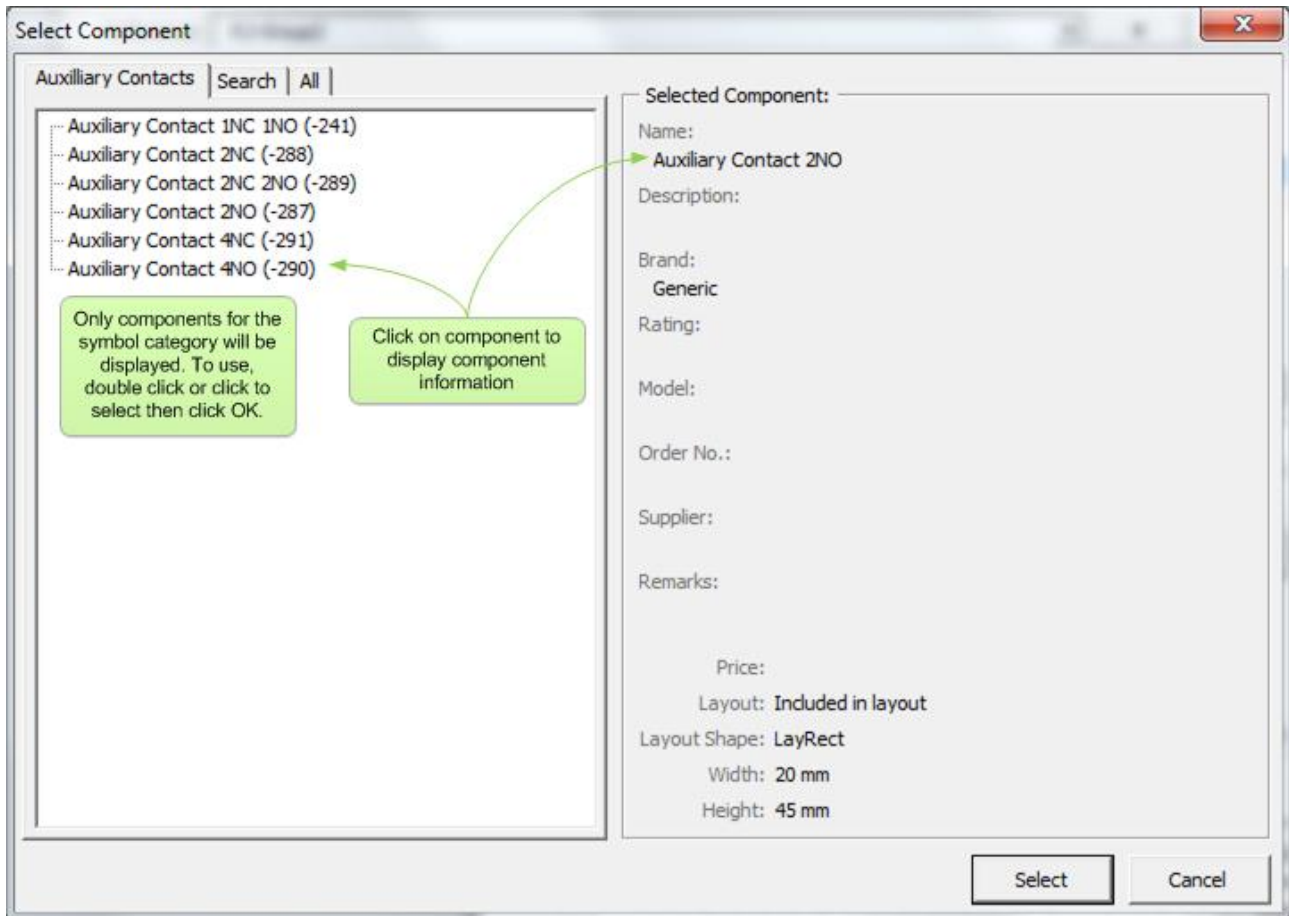 Select Component
Auxilliary Contacts
Search
All
Auxiliary Contact 1NC 1NO (-241)
Auxiliary Contact 2NC (-288)
Auxiliary Contact 2NC 2NO (-289)
Auxiliary Contact 2NO (-287)
Auxiliary Contact 4NC (-291)
Auxiliary Contact 4NO (-290)
Only components for the
symbol category will be
displayed. To use,
double click or click to
select then click OK.
Click on component to
display component
information
Selected Component:
Name:
Auxiliary Contact 2NO
Description:
Brand:
Generic
Rating:
Model:
Order No.:
Supplier:
Remarks:
Price:
Layout: Included in layout
Layout Shape: LayRect
Width: 20 mm
Height: 45 mm
Select
Cancel